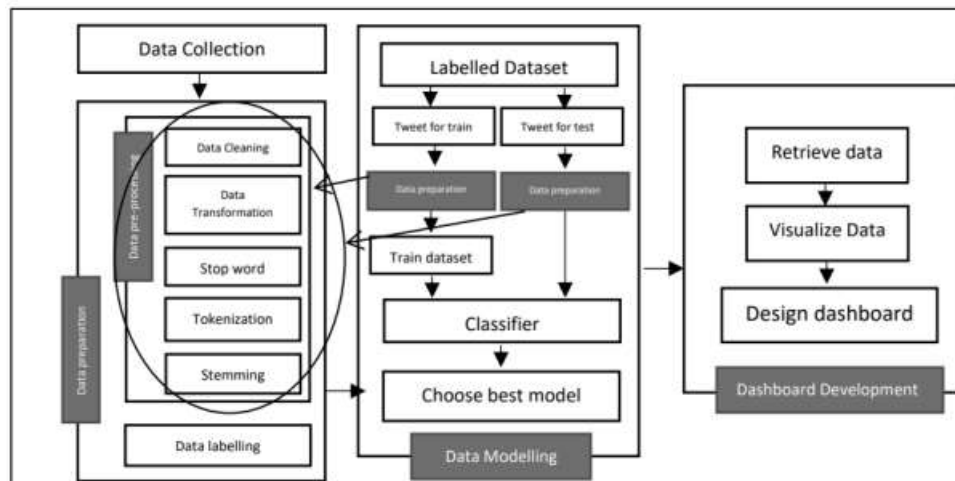 Data Collection
Data pre-processing
Data Cleaning
Data
Transformation
Stop word
Tokenization
Stemming
Data preparation
Data labelling
Labelled Dataset
Tweet for train
Tweet for test
Data preparation
Data preparation
Train dataset
Classifier
Choose best model
Data Modelling
Retrieve data
Visualize Data
Design dashboard
Dashboard Development